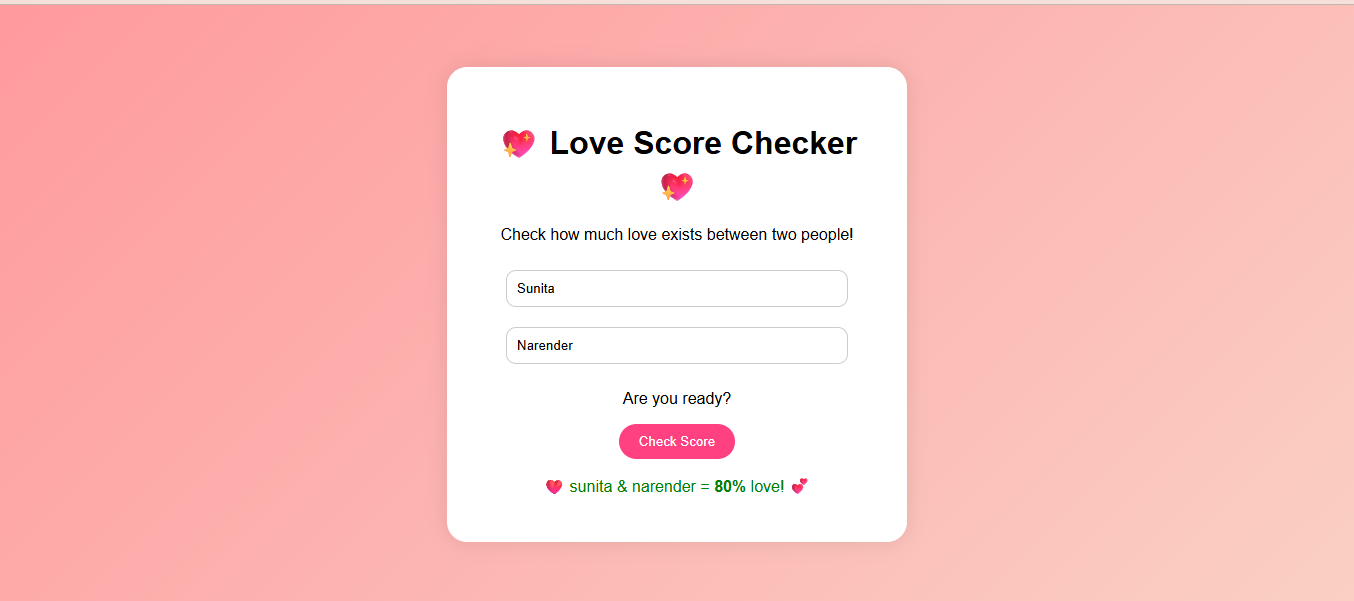 💖 Love Score Checker
💖
Check how much love exists between two people!
Sunita
Narender
Are you ready?
Check Score
❤️ sunita & narender = 80% love! 💕